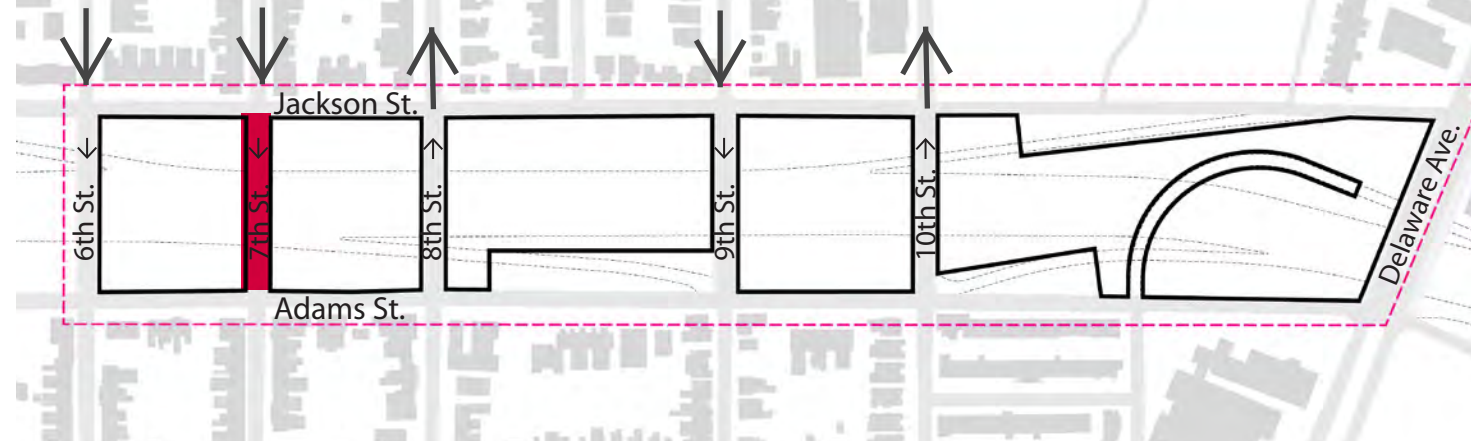 Jackson St.
6th St.
7th St.
8th St.
9th St.
10th St.
Delaware Ave.
Adams St.